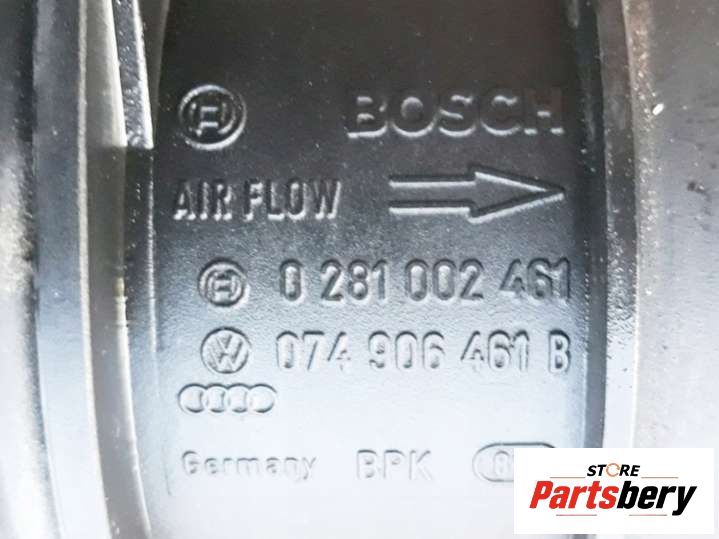 BOSCH
AIR FLOW
0 281 002 461
074 906 461 B
Germany BPK
STORE
Partsbery